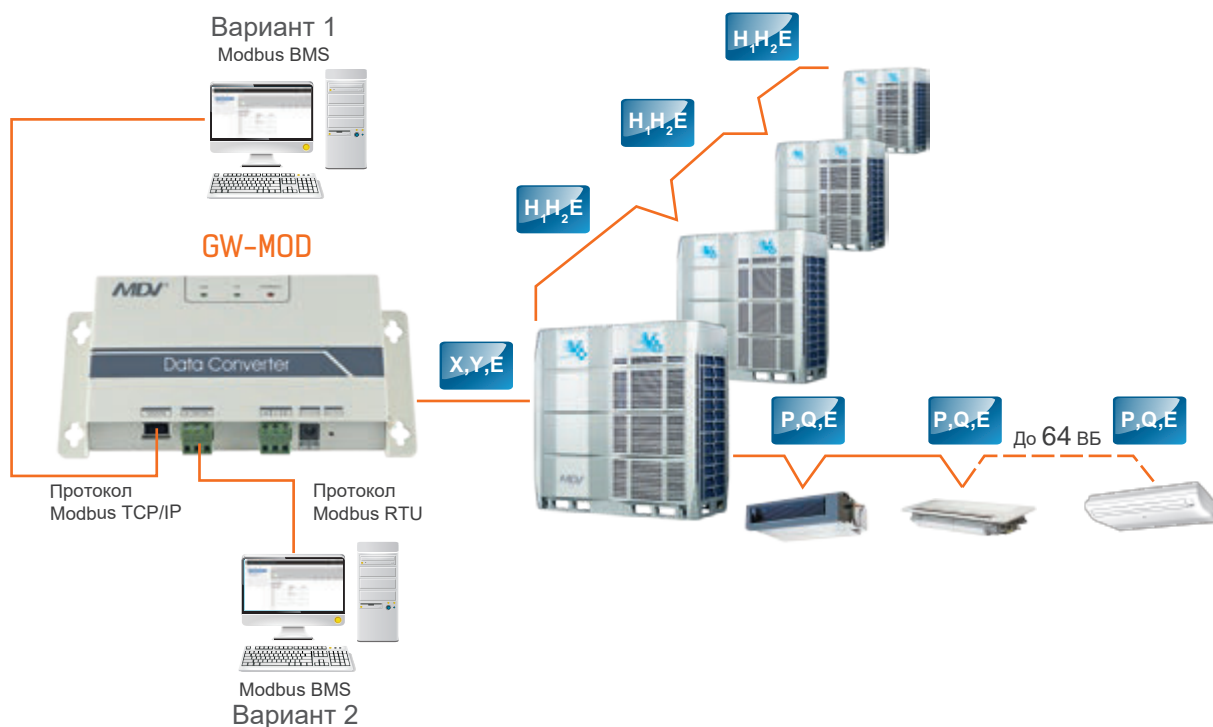 Вариант 1
Modbus BMS
H1H2E
H1H2E
H1H2E
GW-MOD
MDV
Data Converter
X,Y,E
MDV
P,Q,E
P,Q,E
До 64 ВБ
P,Q,E
Протокол
Modbus TCP/IP
Протокол
Modbus RTU
Modbus BMS
Вариант 2